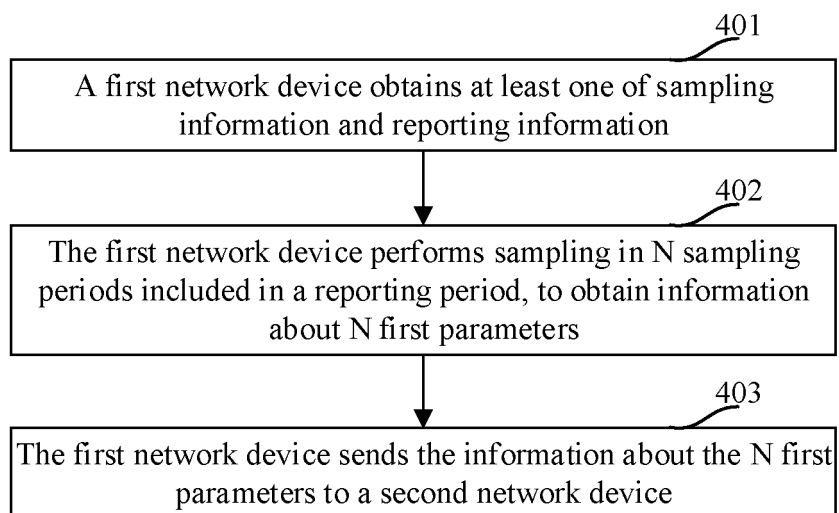 401
A first network device obtains at least one of sampling
information and reporting information
402
The first network device performs sampling in N sampling
periods included in a reporting period, to obtain information
about N first parameters
403
The first network device sends the information about the N first
parameters to a second network device